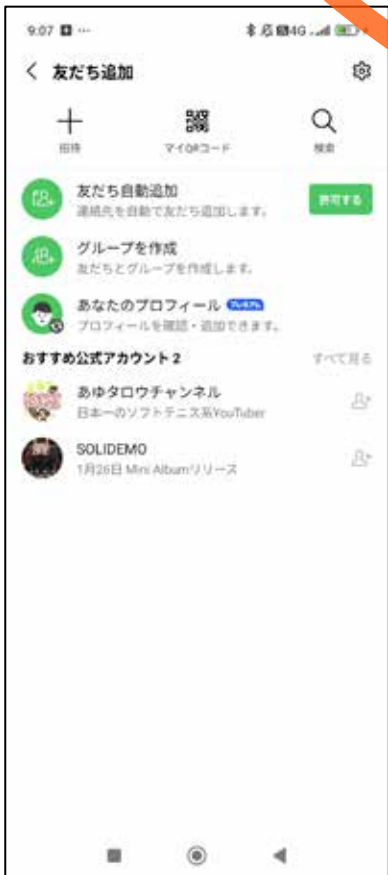 9:07
4G
友だち追加
招待
マイQRコード
検索
友だち自動追加
連絡先を自動で友だち追加します。
許可する
グループを作成
友だちとグループを作成します。
あなたのプロフィール
プロフィールを確認・追加できます。
おすすめ公式アカウント 2
すべて見る
あゆタロウチャンネル
日本一のソフトテニス系YouTuber
SOLIDEMO
1月26日 Mini Albumリリース